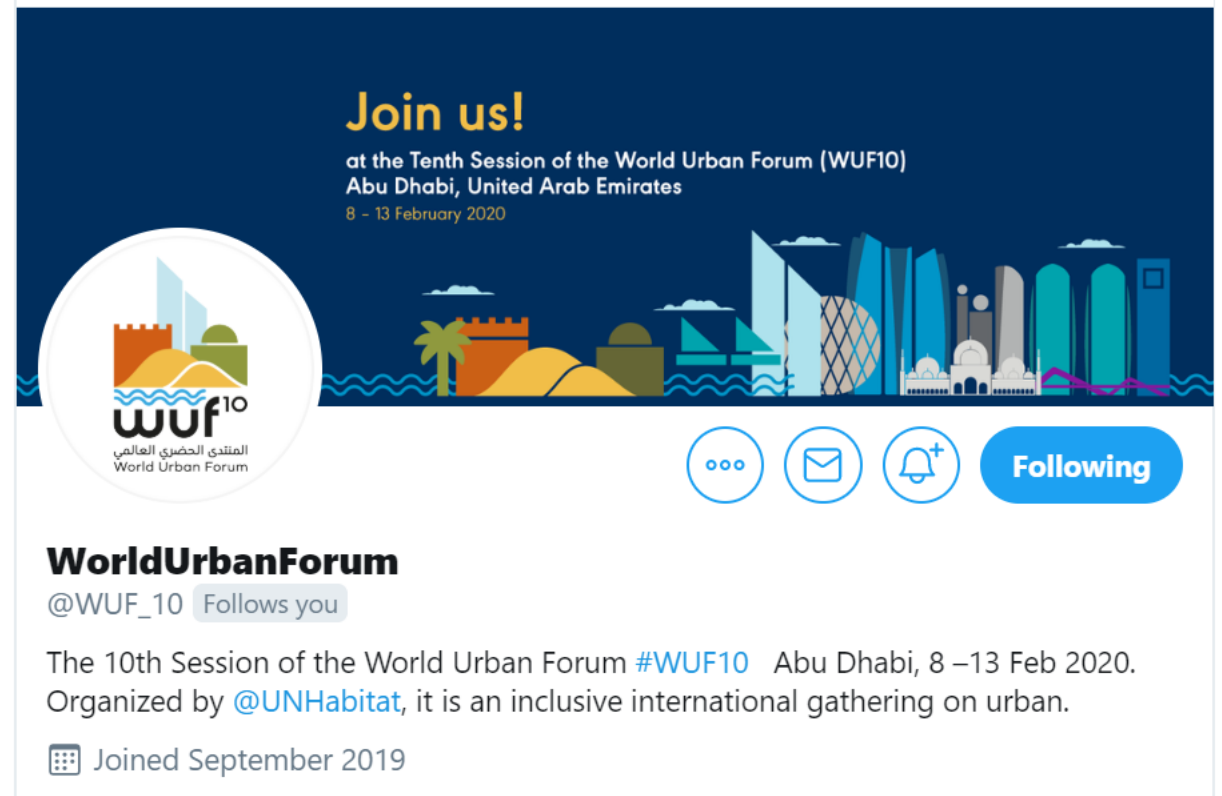 Join us!
at the Tenth Session of the World Urban Forum (WUF10)
Abu Dhabi, United Arab Emirates
8 – 13 February 2020
wuf10
المنتدى الحضري العالمي
World Urban Forum
Following
WorldUrbanForum
@WUF_10 Follows you
The 10th Session of the World Urban Forum #WUF10 Abu Dhabi, 8 –13 Feb 2020.
Organized by @UNHabitat, it is an inclusive international gathering on urban.
Joined September 2019